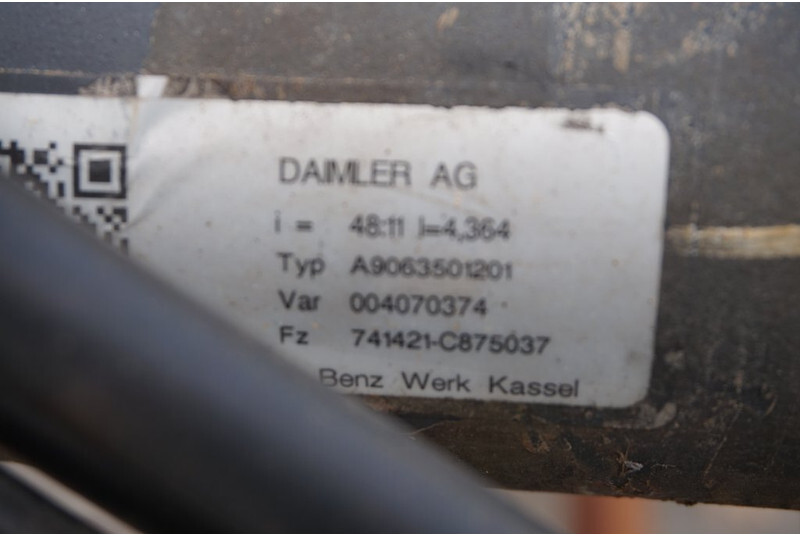 DAIMLER AG
i = 48:11 I=4,364
Typ A9063501201
Var 004070374
Fz 741421-C875037
Benz Werk Kassel